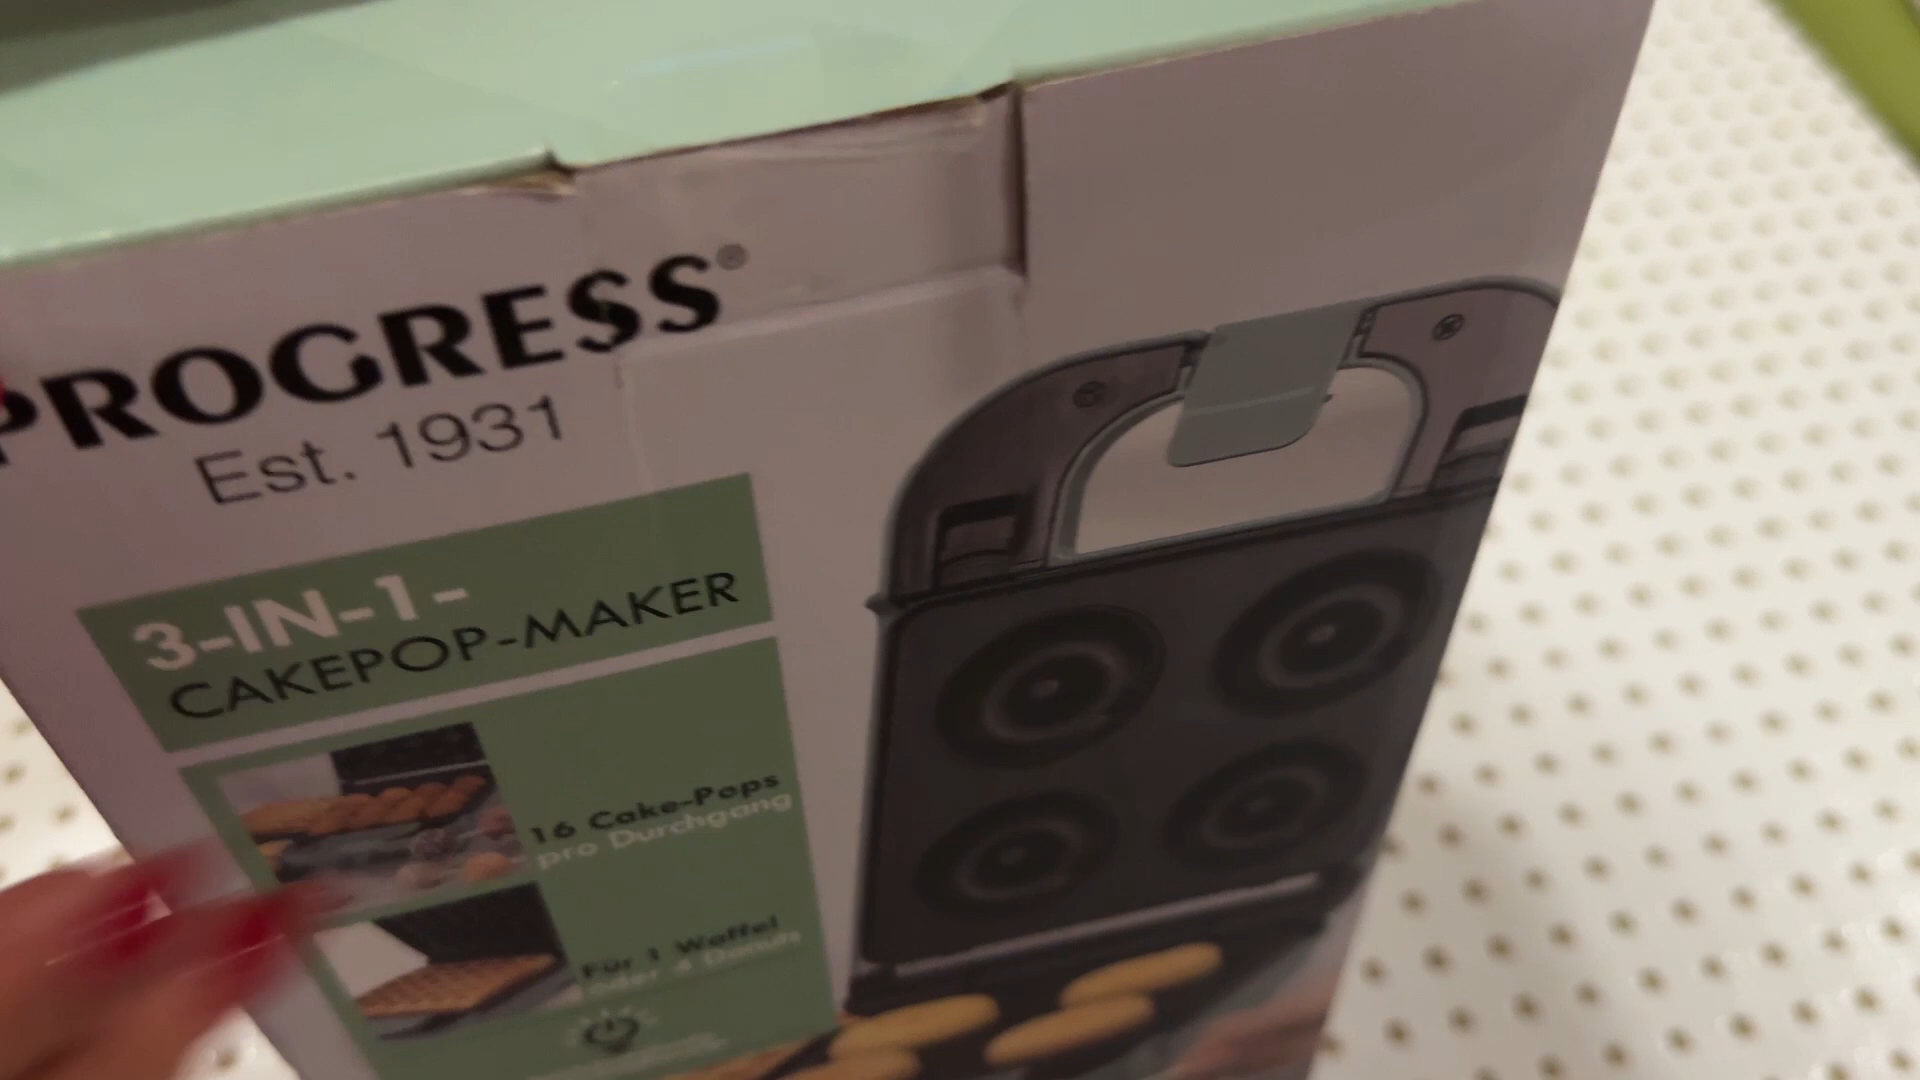 PROGRESS®
Est. 1931
3-IN-1-
CAKEPOP-MAKER
16 Cake-Pops
pro Durchgang
Für 1 Waffel
oder 4 Donuts